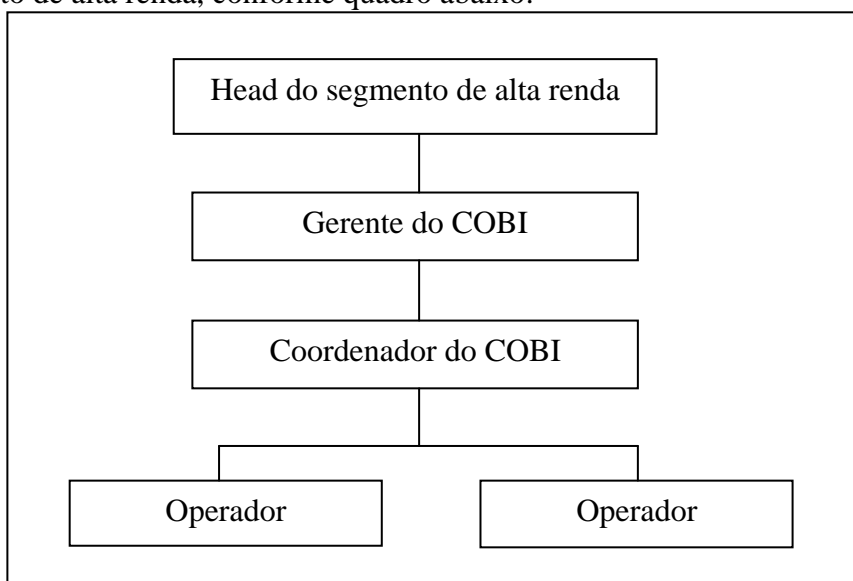 to de alta renda, conforme quadro abaixo:
Head do segmento de alta renda
Gerente do COBI
Coordenador do COBI
Operador
Operador